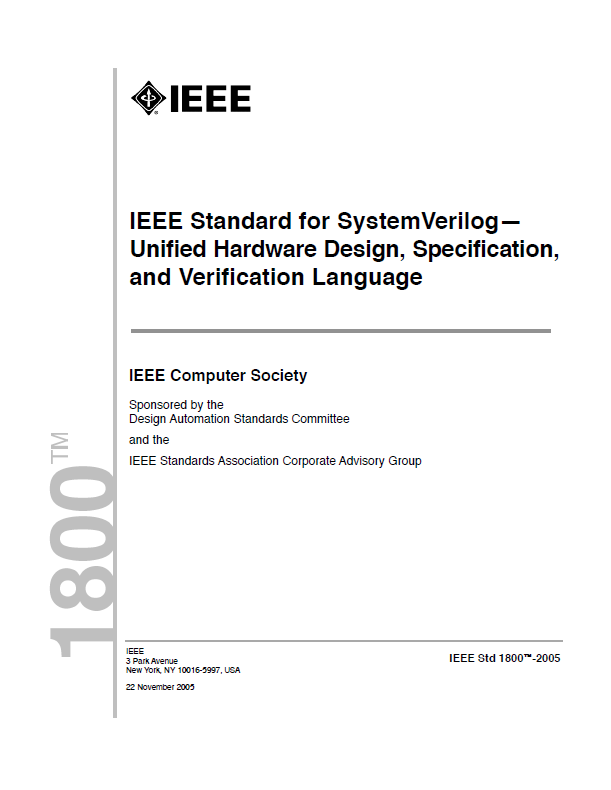 IEEE
®
IEEE Standard for SystemVerilog—
Unified Hardware Design, Specification,
and Verification Language
IEEE Computer Society
Sponsored by the
Design Automation Standards Committee
and the
IEEE Standards Association Corporate Advisory Group
1800™
IEEE
3 Park Avenue
New York, NY 10016-5997, USA
22 November 2005
IEEE Std 1800™-2005